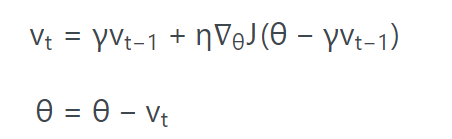 vₜ = γvₜ₋₁ + η∇θJ(θ − γvₜ₋₁)
θ = θ − vₜ